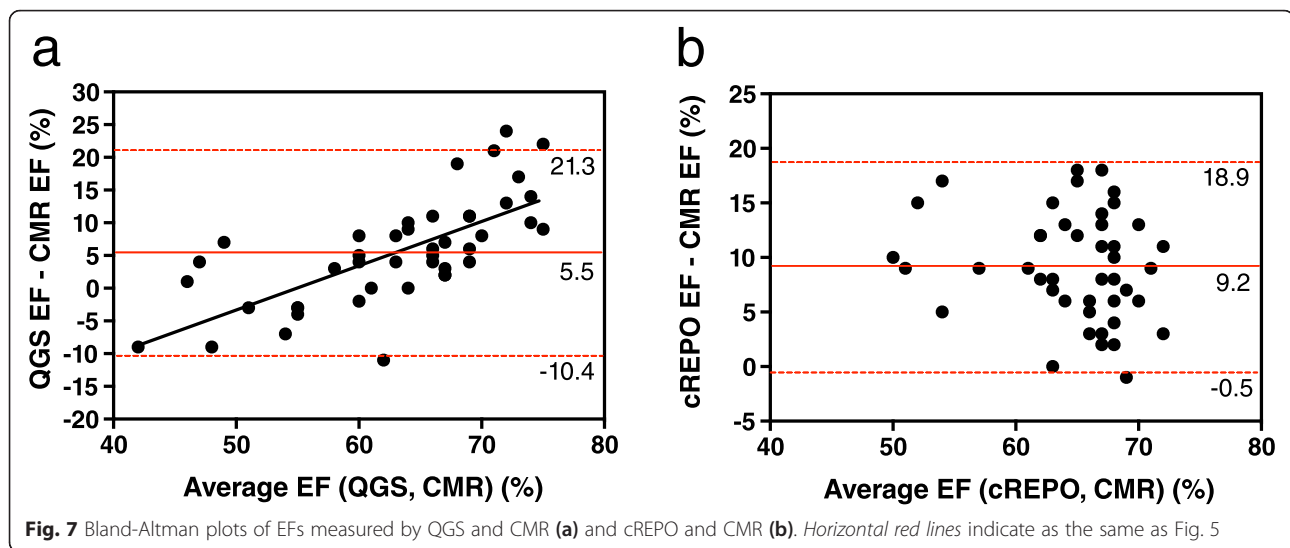 a
30
25
20
15
10
5
0
-5
-10
-15
-20
QGS EF - CMR EF (%)
21.3
5.5
-10.4
40 50 60 70 80
Average EF (QGS, CMR) (%)
b
25
20
15
10
5
0
-5
cREPO EF - CMR EF (%)
18.9
9.2
-0.5
40 50 60 70 80
Average EF (cREPO, CMR) (%)
Fig. 7 Bland-Altman plots of EFs measured by QGS and CMR (a) and cREPO and CMR (b). Horizontal red lines indicate as the same as Fig. 5